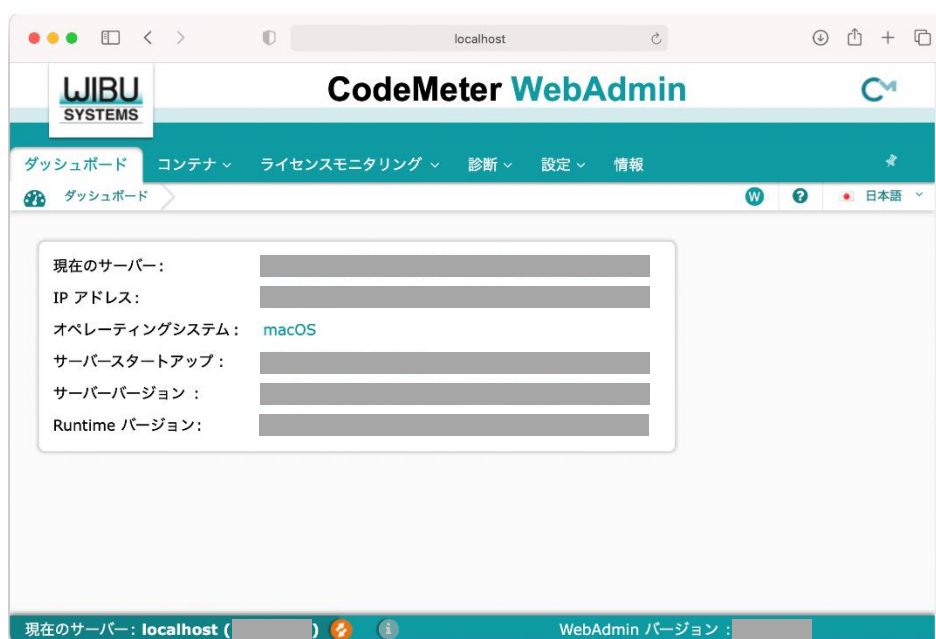 localhost
WIBU
SYSTEMS
CodeMeter WebAdmin
CM
ダッシュボード コンテナ ライセンスモニタリング 診断 設定 情報
ダッシュボード W ? 日本語
現在のサーバー:
IP アドレス:
オペレーティングシステム: macOS
サーバースタートアップ:
サーバーバージョン :
Runtime バージョン:
現在のサーバー: localhost ( ) i WebAdmin バージョン :